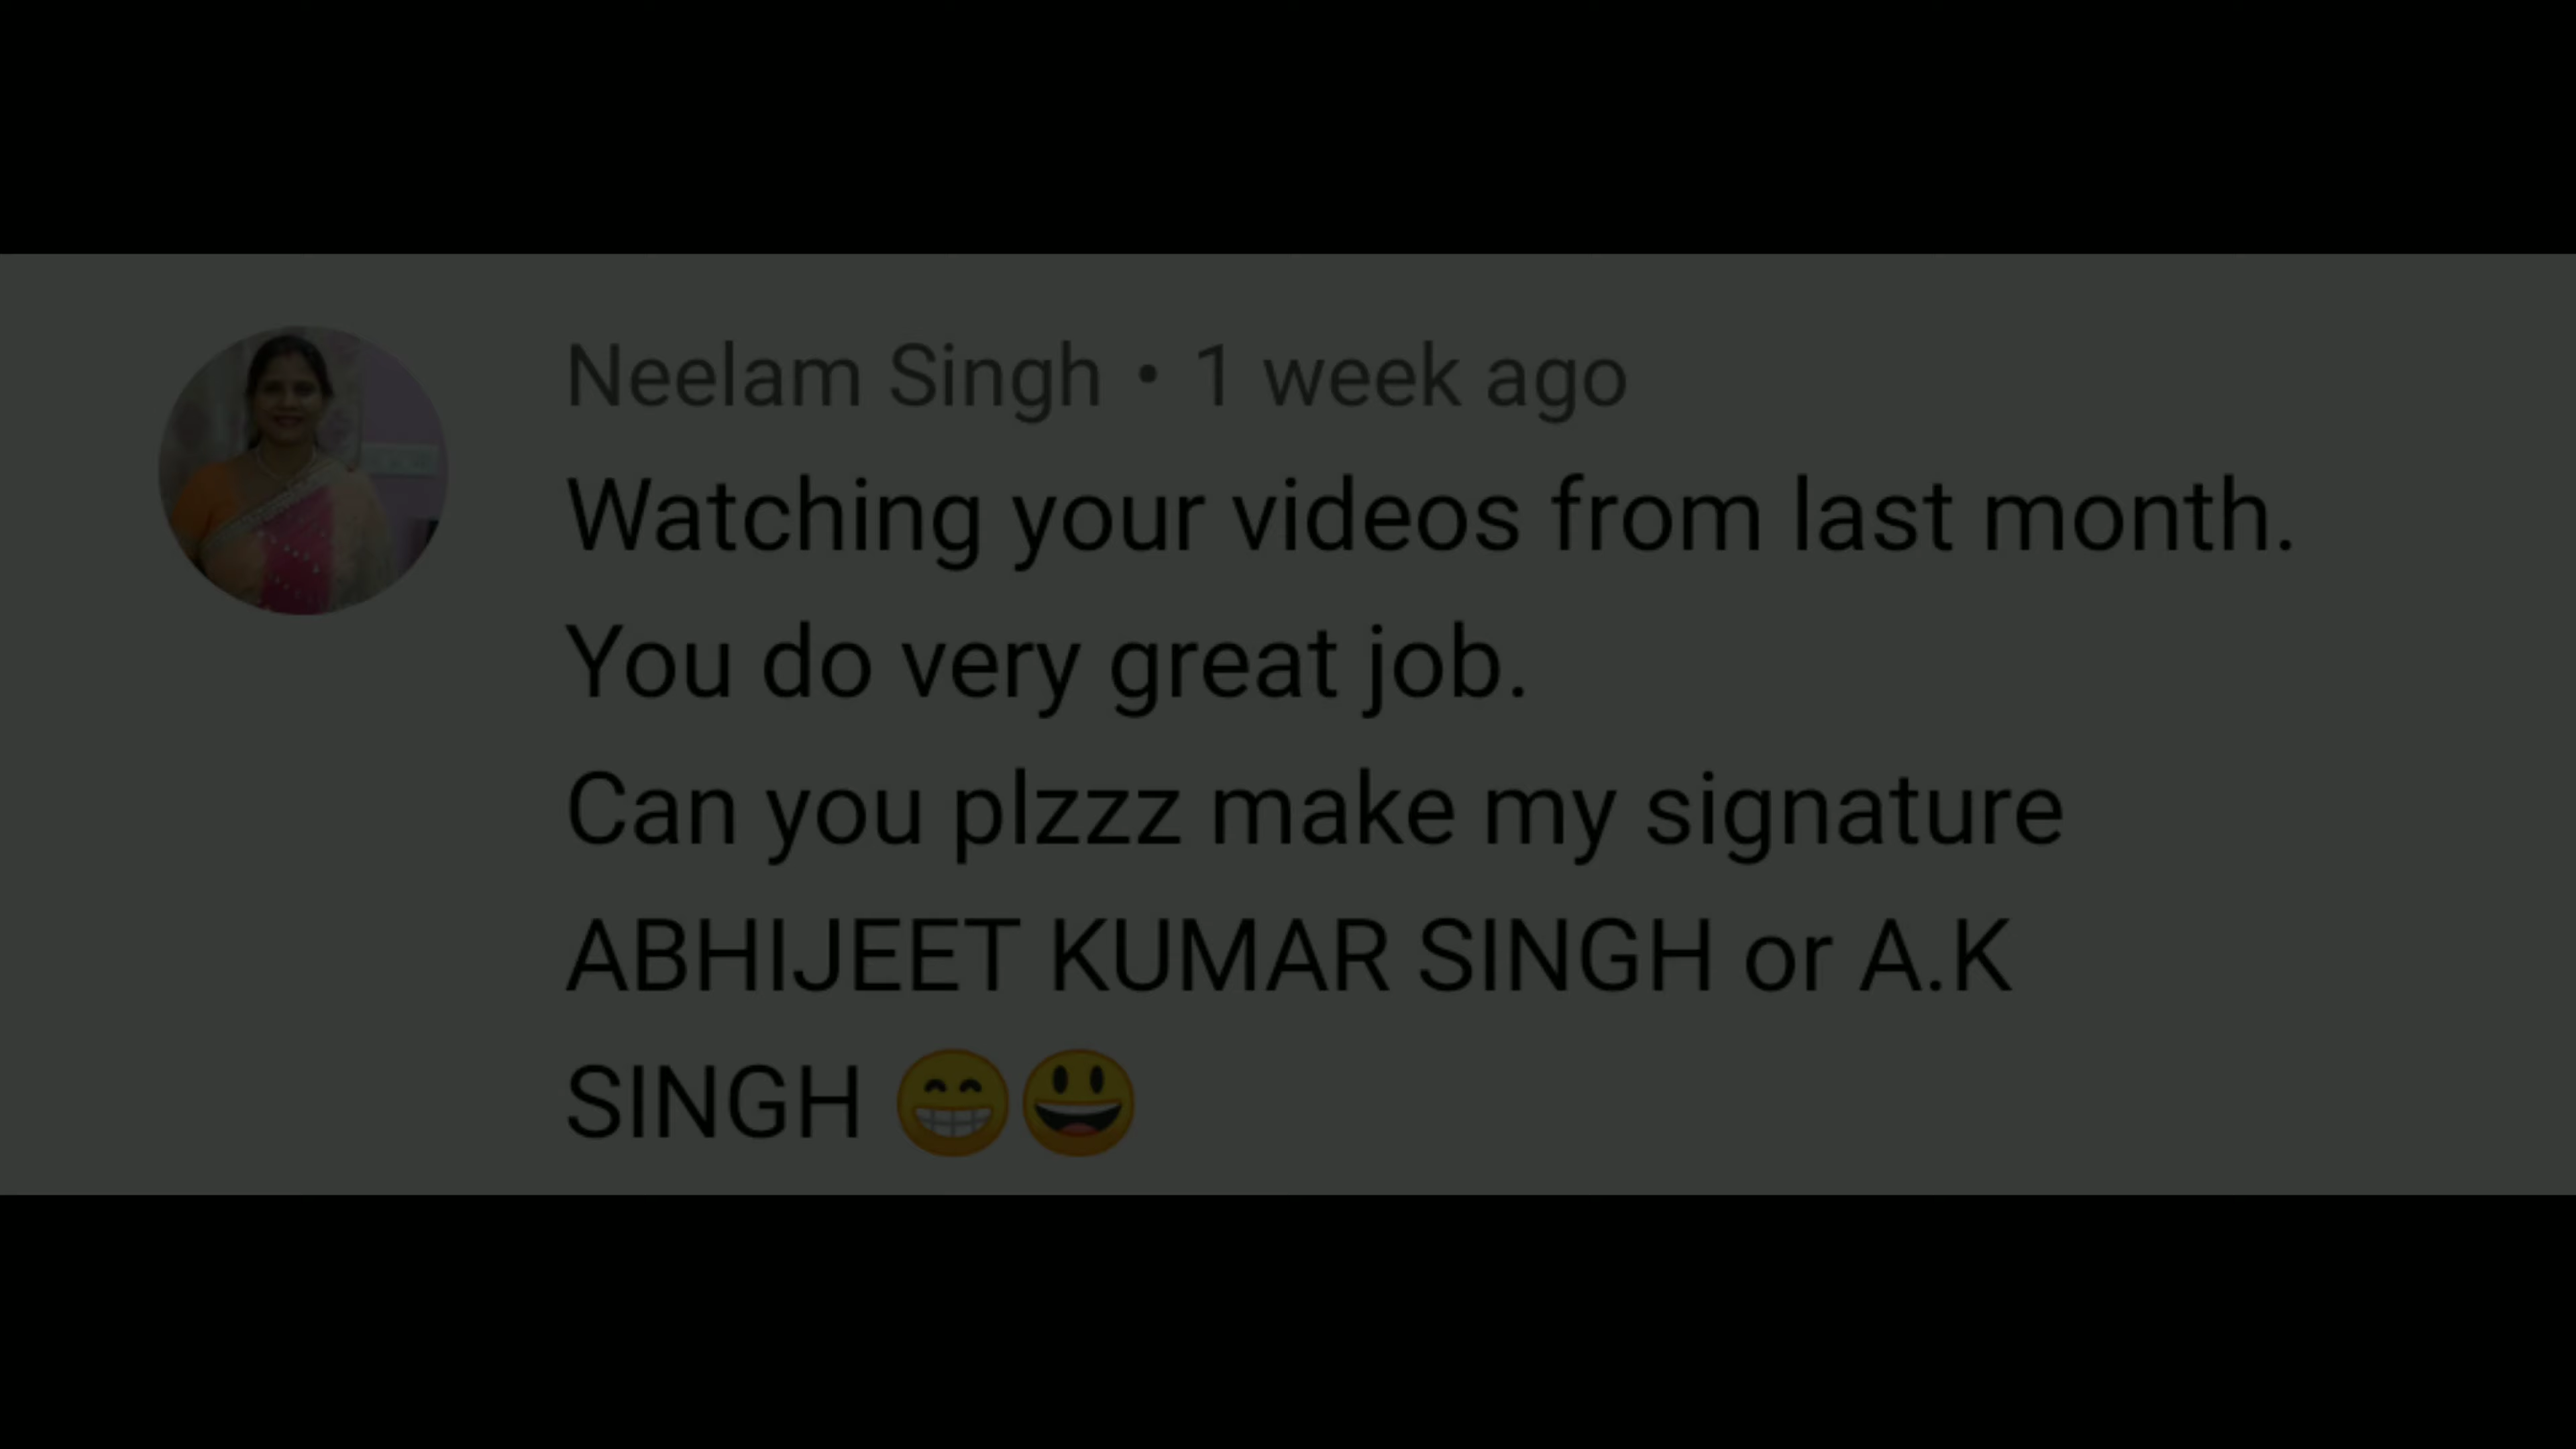 Neelam Singh • 1 week ago
Watching your videos from last month.
You do very great job.
Can you plzzz make my signature
ABHIJEET KUMAR SINGH or A.K
SINGH 😁😃